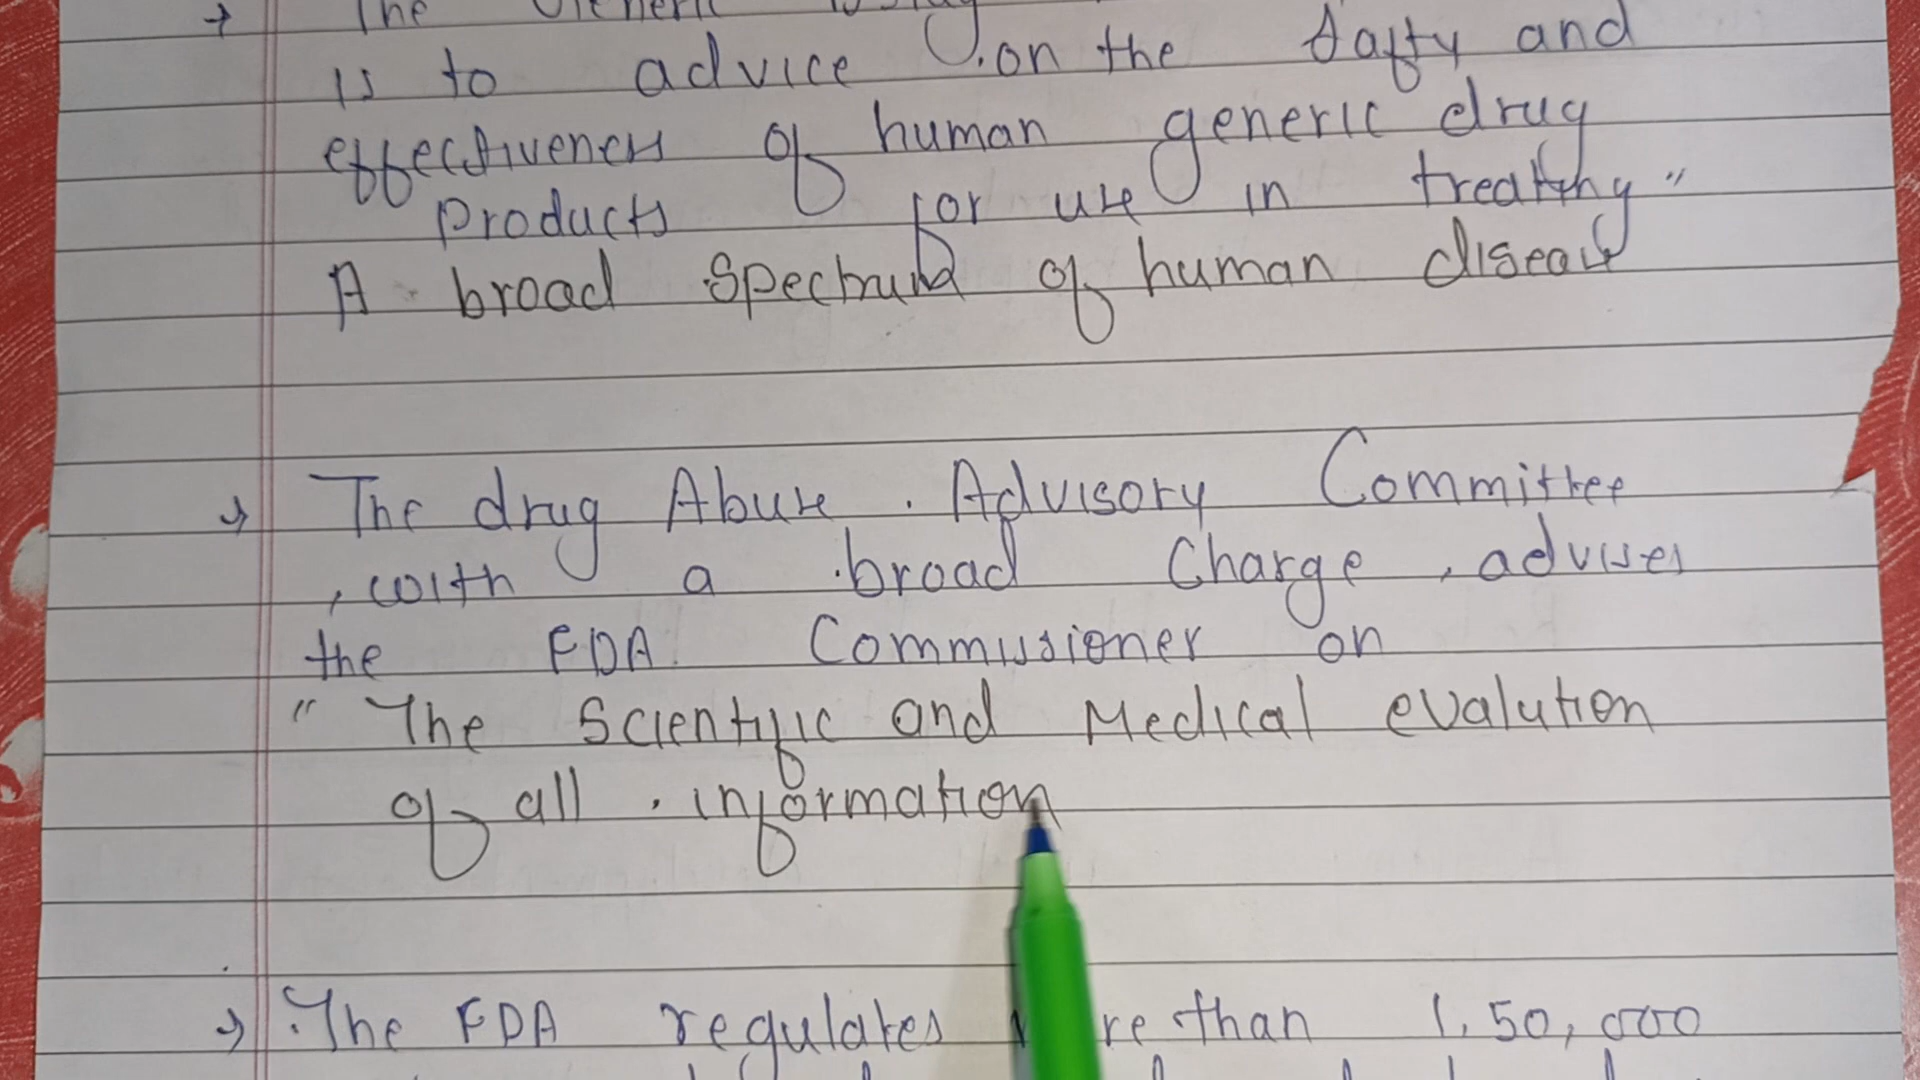 → The Generic
is to advice on the safty and
effectiveness of human generic drug
products for use in treating "
A broad Spectrum of human disease
→ The drug Abuse . Advisory Committee
, with a broad Charge , advises
the FDA Commissioner on
" The Scientific and Medical evalution
of all . information
→ The FDA regulates than 1,50,000